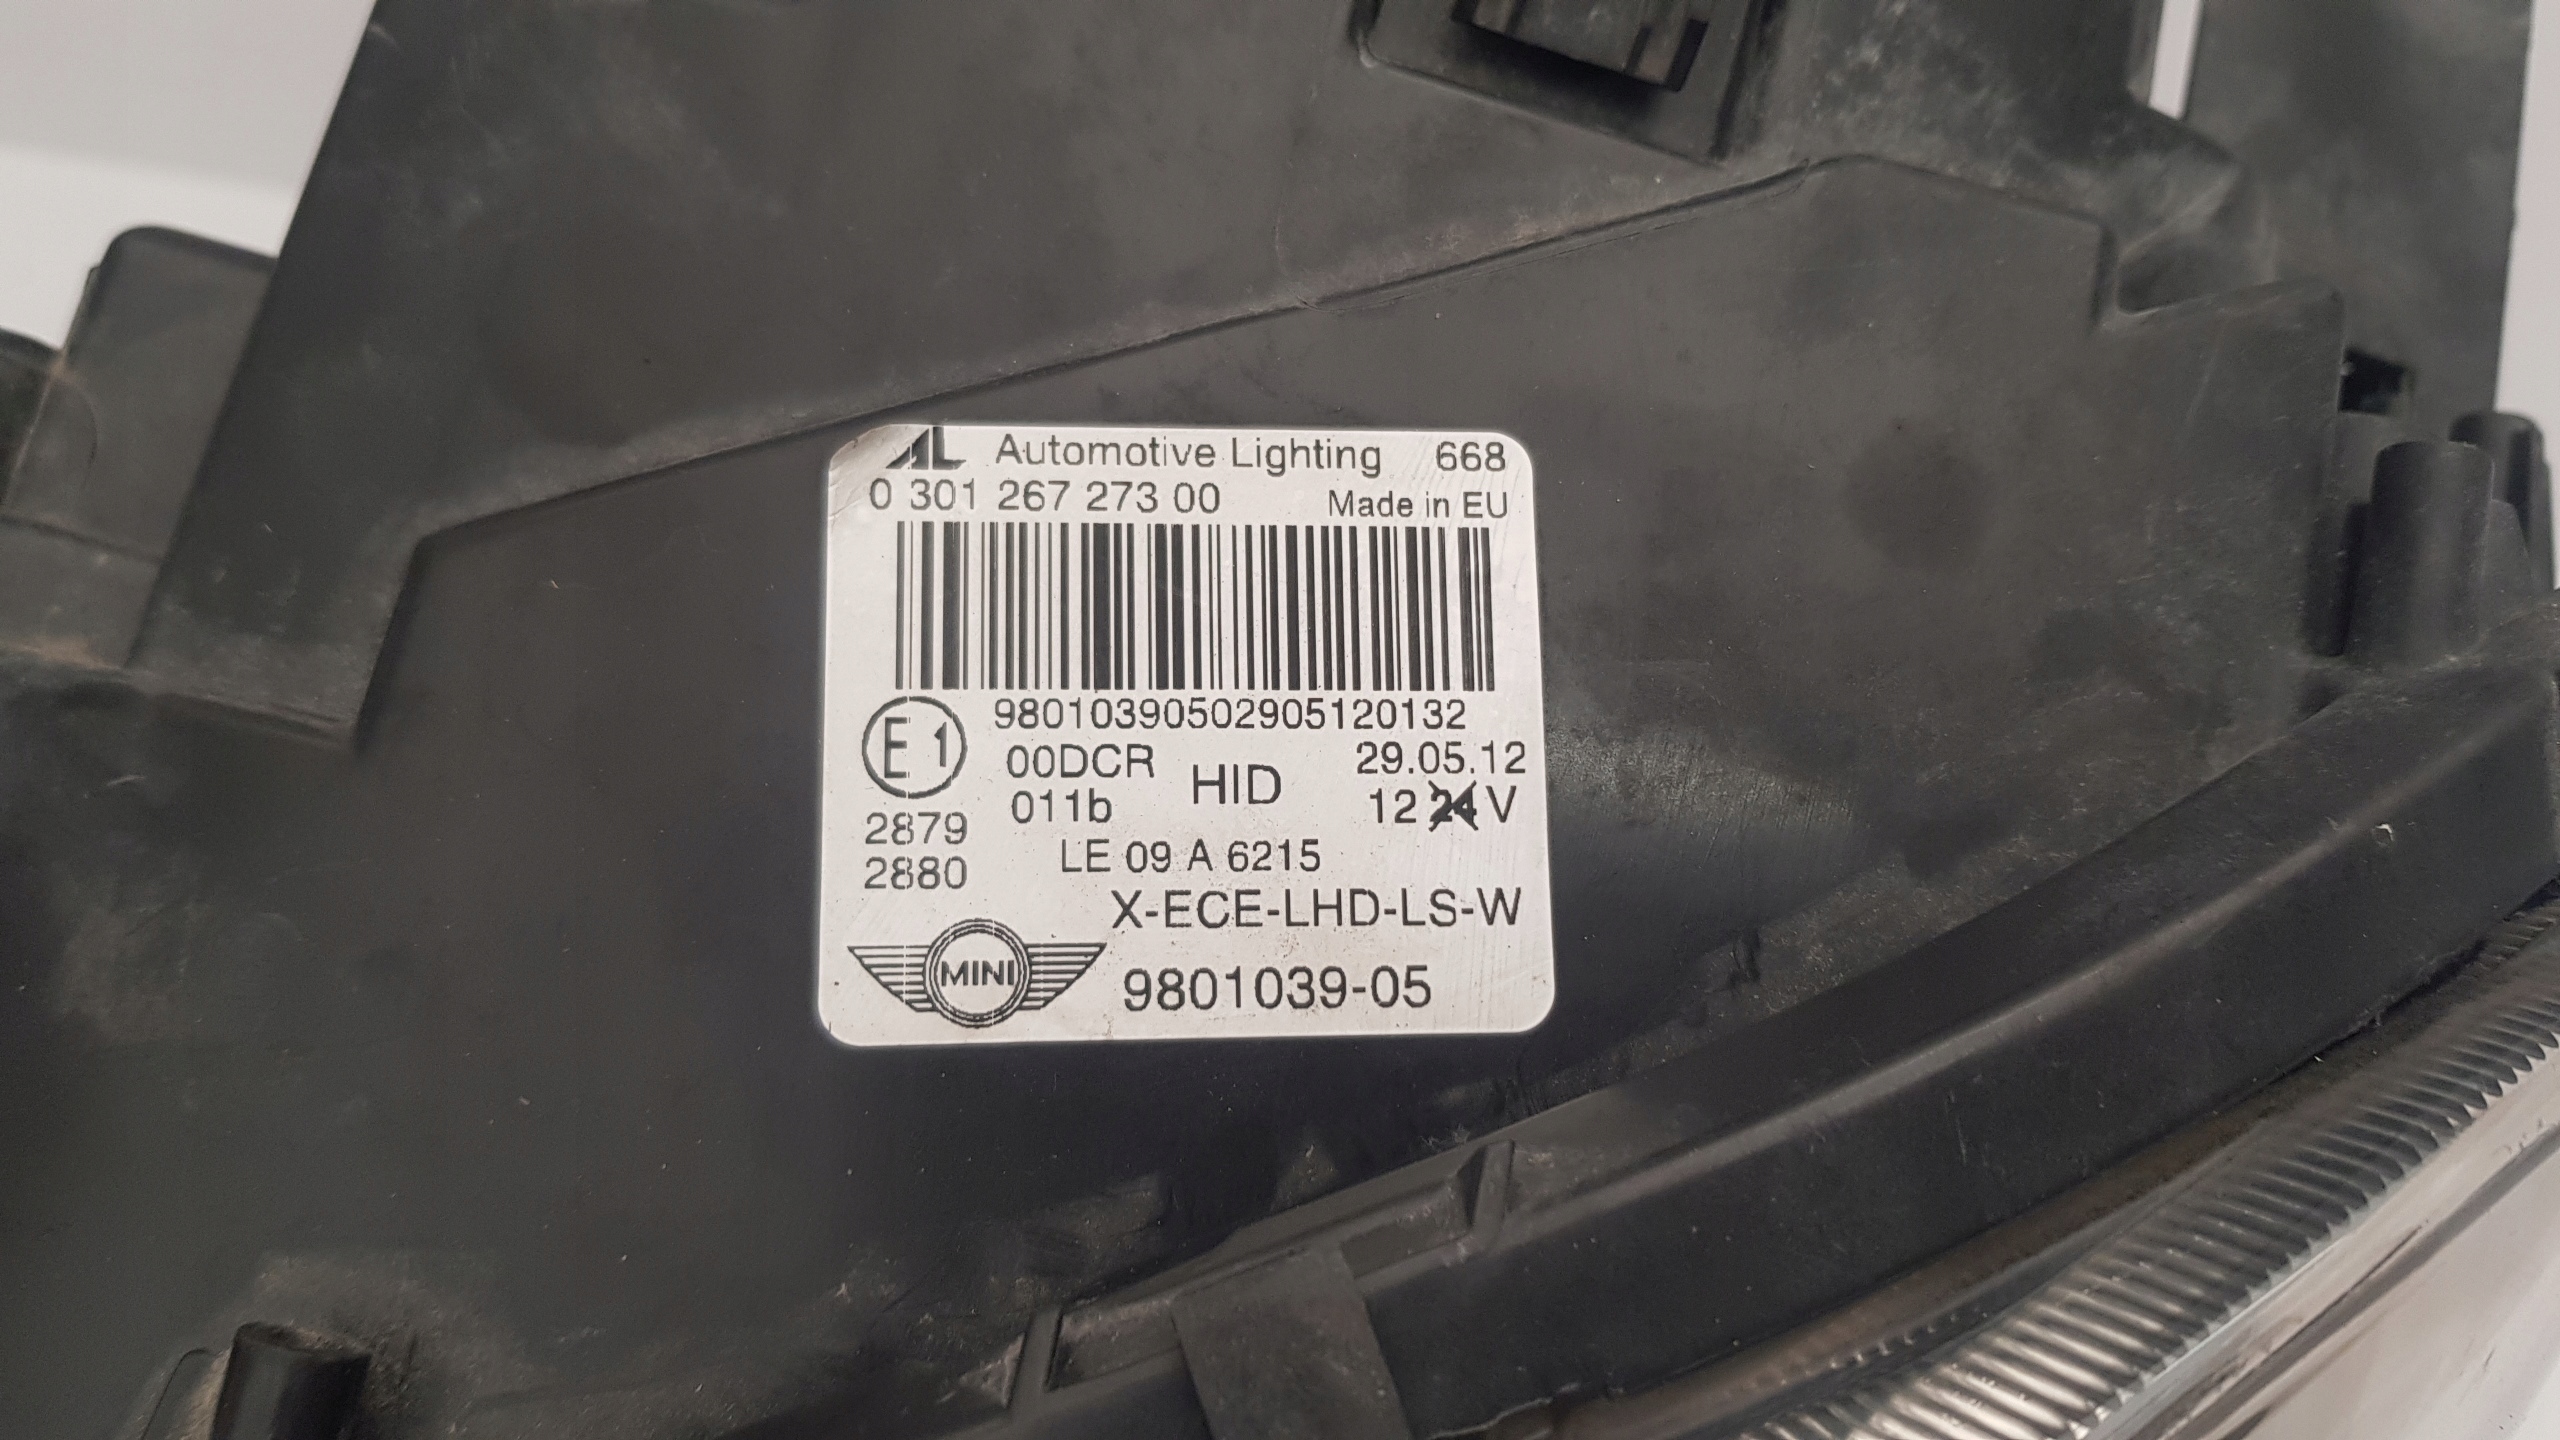 AL Automotive Lighting 668
0 301 267 273 00 Made in EU
98010390502905120132
E1 00DCR HID 29.05.12
011b 12 24 V
2879
2880
LE 09 A 6215
X-ECE-LHD-LS-W
MINI 9801039-05